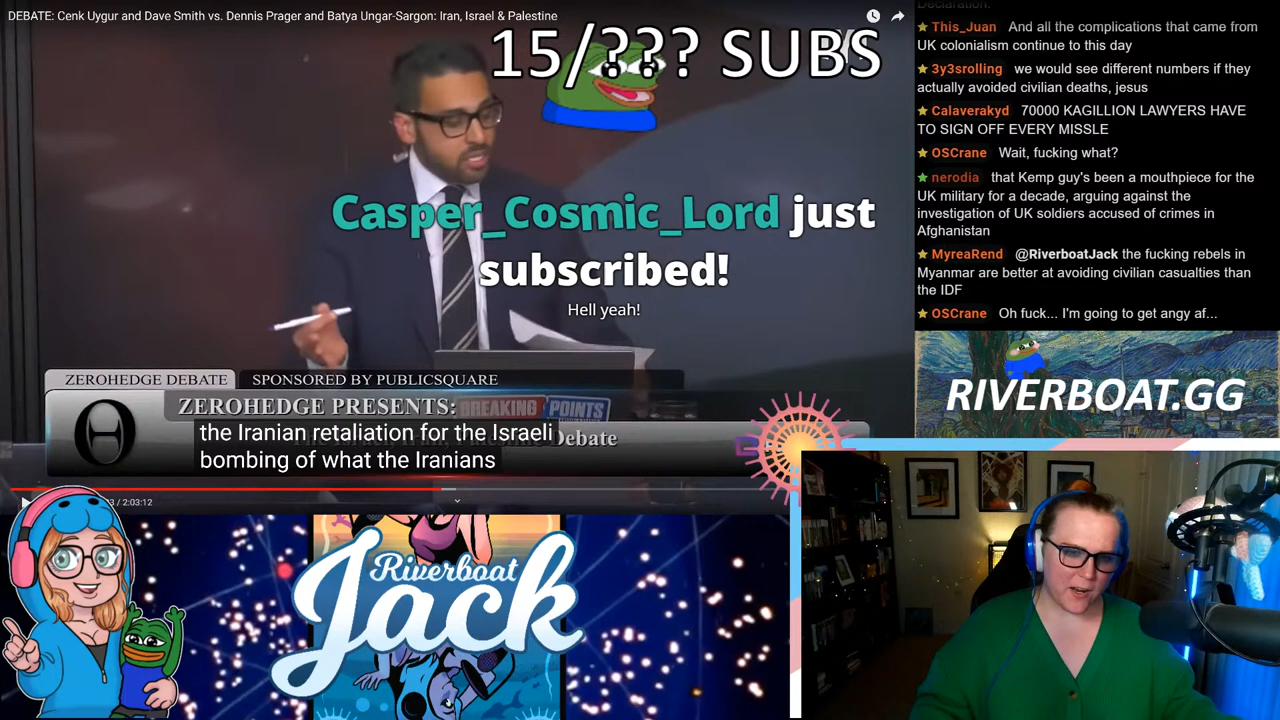 DEBATE: Cenk Uygur and Dave Smith vs. Dennis Prager and Batya Ungar-Sargon: Iran, Israel & Palestine
15/??? SUBS
Casper_Cosmic_Lord just
subscribed!
Hell yeah!
ZEROHEDGE DEBATE
SPONSORED BY PUBLICSQUARE
ZEROHEDGE PRESENTS:
BREAKING POINTS
Debate
the Iranian retaliation for the Israeli
bombing of what the Iranians
/ 2:03:12
Declaration.
This_Juan And all the complications that came from
UK colonialism continue to this day
3y3srolling we would see different numbers if they
actually avoided civilian deaths, jesus
Calaverakyd 70000 KAGILLION LAWYERS HAVE
TO SIGN OFF EVERY MISSLE
OSCrane Wait, fucking what?
nerodia that Kemp guy's been a mouthpiece for the
UK military for a decade, arguing against the
investigation of UK soldiers accused of crimes in
Afghanistan
MyreaRend @RiverboatJack the fucking rebels in
Myanmar are better at avoiding civilian casualties than
the IDF
OSCrane Oh fuck... I'm going to get angy af...
RIVERBOAT.GG
Riverboat
Jack